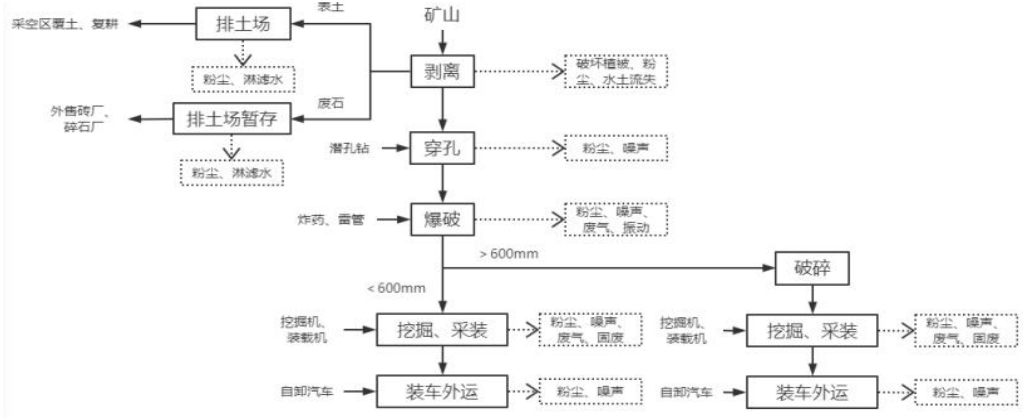 矿山
表土
排土场
采空区覆土、复耕
粉尘、淋滤水
剥离
破坏植被、粉
尘、水土流失
废石
排土场暂存
外售砖厂、
碎石厂
粉尘、淋滤水
潜孔钻
穿孔
粉尘、噪声
炸药、雷管
爆破
粉尘、噪声、
废气、振动
>600mm
破碎
<600mm
挖掘机、
装载机
挖掘、采装
粉尘、噪声、
废气、固废
挖掘机、
装载机
挖掘、采装
粉尘、噪声、
废气、固废
自卸汽车
装车外运
粉尘、噪声
自卸汽车
装车外运
粉尘、噪声